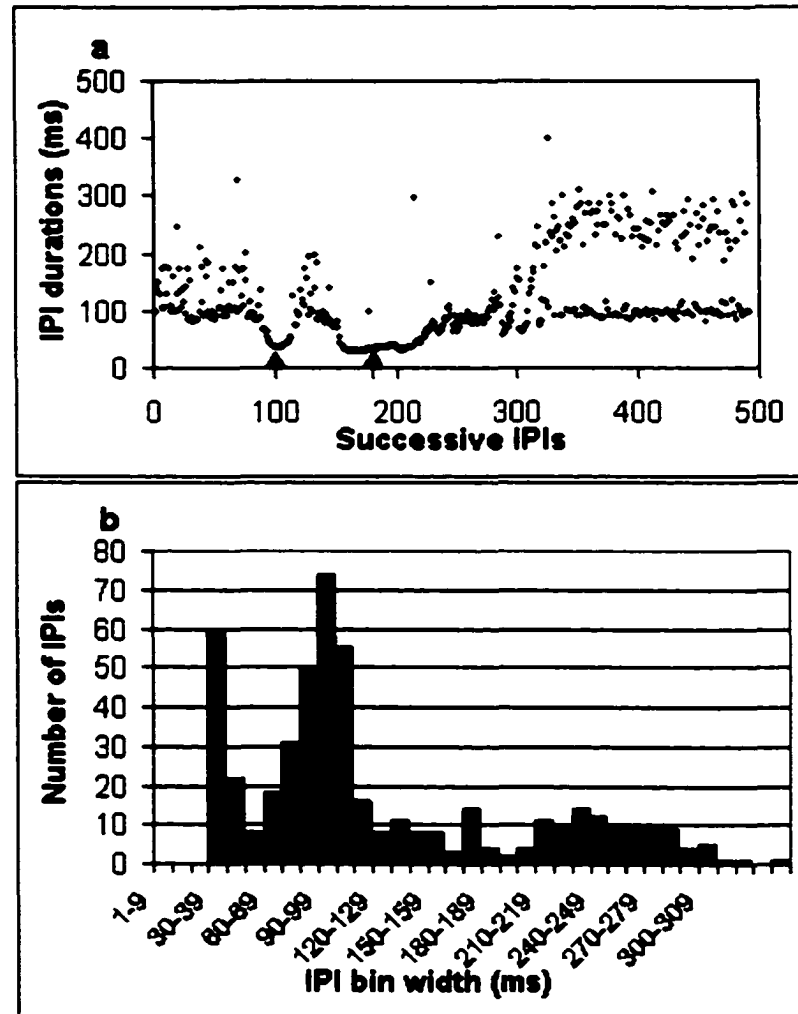 a
500
400
300
200
100
0
IPI durations (ms)
0 100 200 300 400 500
Successive IPIs
b
80
70
60
50
40
30
20
10
0
Number of IPIs
1-9 30-39 60-89 90-99 120-129 150-159 180-189 210-219 240-249 270-279 300-309
IPI bin width (ms)